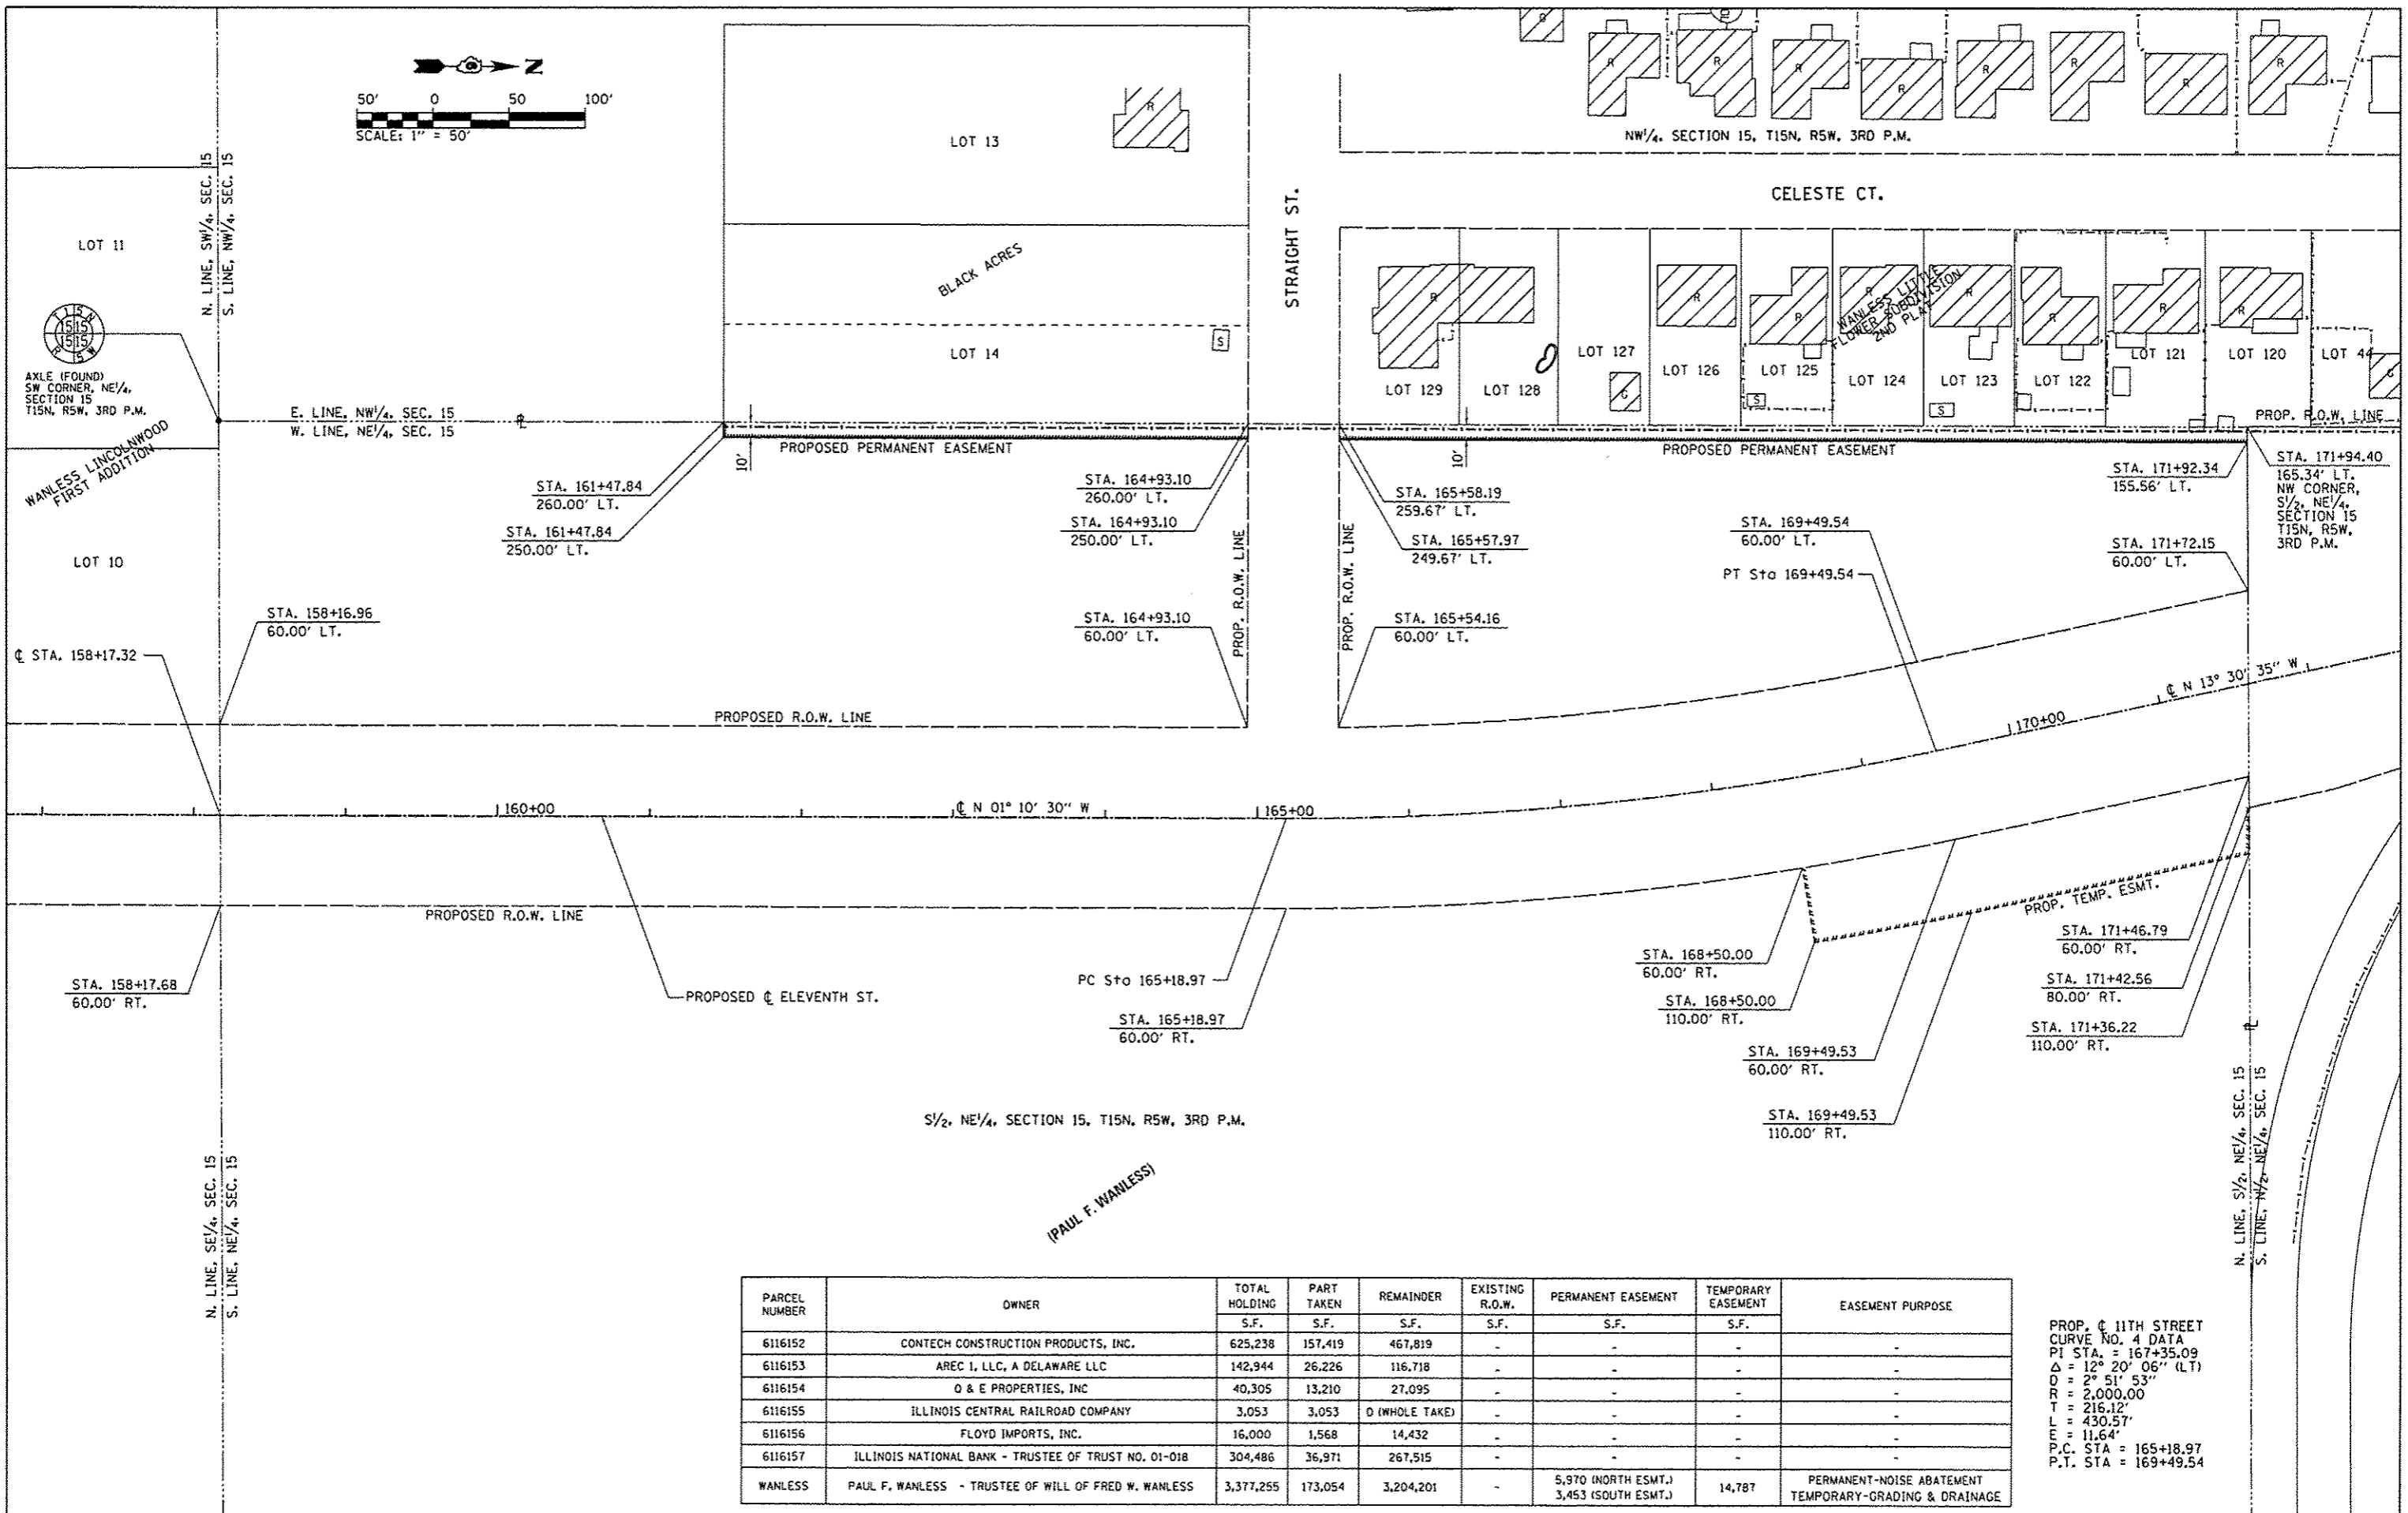 N
50' 0 50 100'
SCALE: 1" = 50'
LOT 13
G
R
R
R
R
R
R
R
R
R
NW1/4, SECTION 15, T15N, R5W, 3RD P.M.
CELESTE CT.
STRAIGHT ST.
LOT 11
N. LINE, SW1/4, SEC. 15
S. LINE, NW1/4, SEC. 15
T 15 N
15 15
15 15
R 5 W
AXLE (FOUND)
SW CORNER, NE1/4,
SECTION 15
T15N, R5W, 3RD P.M.
BLACK ACRES
LOT 14
S
R
R
R
R
R
R
R
R
WANLESS LITTLE
FLOWER SUBDIVISION
2ND PLAT
LOT 129
LOT 128
LOT 127
G
LOT 126
LOT 125
S
LOT 124
LOT 123
S
LOT 122
LOT 121
LOT 120
LOT 44
G
E. LINE, NW1/4, SEC. 15
W. LINE, NE1/4, SEC. 15
PROP. R.O.W. LINE
WANLESS LINCOLNWOOD
FIRST ADDITION
10'
PROPOSED PERMANENT EASEMENT
10'
PROPOSED PERMANENT EASEMENT
STA. 161+47.84
260.00' LT.
STA. 161+47.84
250.00' LT.
STA. 164+93.10
260.00' LT.
STA. 164+93.10
250.00' LT.
STA. 165+58.19
259.67' LT.
STA. 165+57.97
249.67' LT.
STA. 169+49.54
60.00' LT.
PT Sta 169+49.54
STA. 171+92.34
155.56' LT.
STA. 171+72.15
60.00' LT.
STA. 171+94.40
165.34' LT.
NW CORNER,
S1/2, NE1/4,
SECTION 15
T15N, R5W,
3RD P.M.
LOT 10
PROP. R.O.W. LINE
PROP. R.O.W. LINE
STA. 158+16.96
60.00' LT.
℄ STA. 158+17.32
STA. 164+93.10
60.00' LT.
STA. 165+54.16
60.00' LT.
PROPOSED R.O.W. LINE
℄ N 13° 30' 35" W
170+00
160+00
℄ N 01° 10' 30" W
165+00
PROPOSED R.O.W. LINE
PROP. TEMP. ESMT.
STA. 158+17.68
60.00' RT.
PROPOSED ℄ ELEVENTH ST.
PC Sta 165+18.97
STA. 165+18.97
60.00' RT.
STA. 168+50.00
60.00' RT.
STA. 168+50.00
110.00' RT.
STA. 169+49.53
60.00' RT.
STA. 169+49.53
110.00' RT.
STA. 171+46.79
60.00' RT.
STA. 171+42.56
80.00' RT.
STA. 171+36.22
110.00' RT.
S1/2, NE1/4, SECTION 15, T15N, R5W, 3RD P.M.
(PAUL F. WANLESS)
N. LINE, SE1/4, SEC. 15
S. LINE, NE1/4, SEC. 15
N. LINE, S1/2, NE1/4, SEC. 15
S. LINE, N1/2, NE1/4, SEC. 15
PARCEL NUMBER OWNER TOTAL HOLDING PART TAKEN REMAINDER EXISTING R.O.W. PERMANENT EASEMENT TEMPORARY EASEMENT EASEMENT PURPOSE
S.F. S.F. S.F. S.F. S.F. S.F.
6116152 CONTECH CONSTRUCTION PRODUCTS, INC. 625,238 157,419 467,819 - - - -
6116153 AREC 1, LLC, A DELAWARE LLC 142,944 26,226 116,718 - - - -
6116154 Q & E PROPERTIES, INC 40,305 13,210 27,095 - - - -
6116155 ILLINOIS CENTRAL RAILROAD COMPANY 3,053 3,053 0 (WHOLE TAKE) - - - -
6116156 FLOYD IMPORTS, INC. 16,000 1,568 14,432 - - - -
6116157 ILLINOIS NATIONAL BANK - TRUSTEE OF TRUST NO. 01-018 304,486 36,971 267,515 - - - -
WANLESS PAUL F. WANLESS - TRUSTEE OF WILL OF FRED W. WANLESS 3,377,255 173,054 3,204,201 - 5,970 (NORTH ESMT.) 3,453 (SOUTH ESMT.) 14,787 PERMANENT-NOISE ABATEMENT TEMPORARY-GRADING & DRAINAGE
PROP. ℄ 11TH STREET
CURVE NO. 4 DATA
PI STA. = 167+35.09
Δ = 12° 20' 06" (LT)
D = 2° 51' 53"
R = 2,000.00
T = 216.12'
L = 430.57'
E = 11.64'
P.C. STA = 165+18.97
P.T. STA = 169+49.54